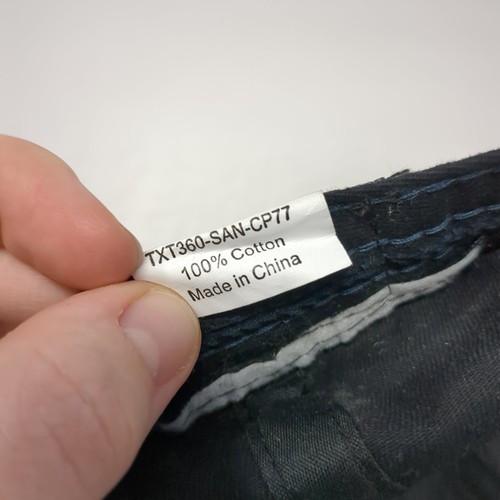 TXT360-SAN-CP77
100% Cotton
Made in China